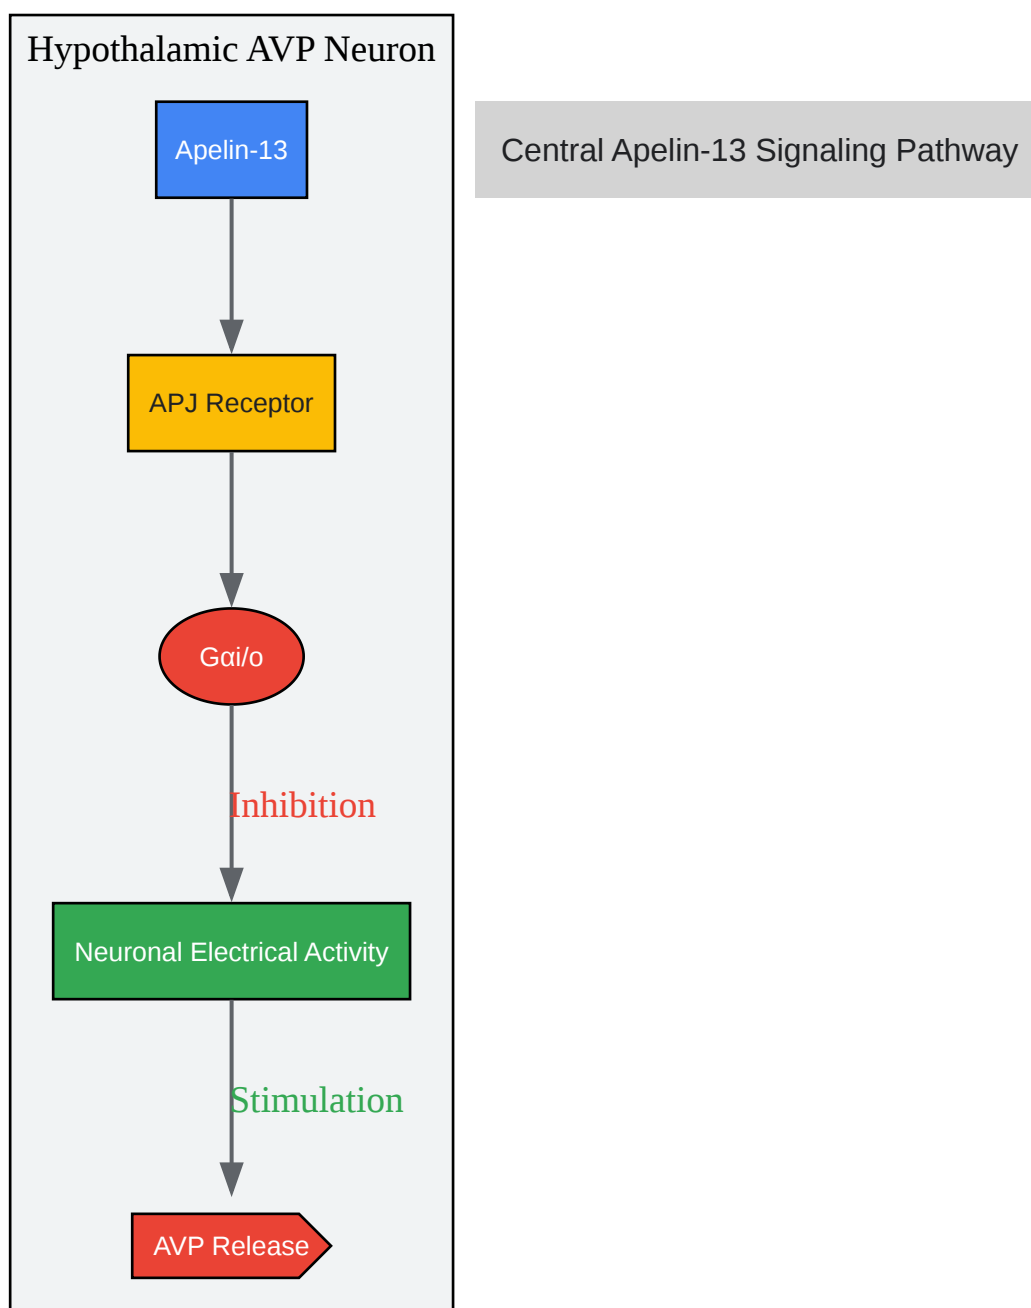 Hypothalamic AVP Neuron
Apelin-13
Central Apelin-13 Signaling Pathway
APJ Receptor
Gαi/o
Inhibition
Neuronal Electrical Activity
Stimulation
AVP Release